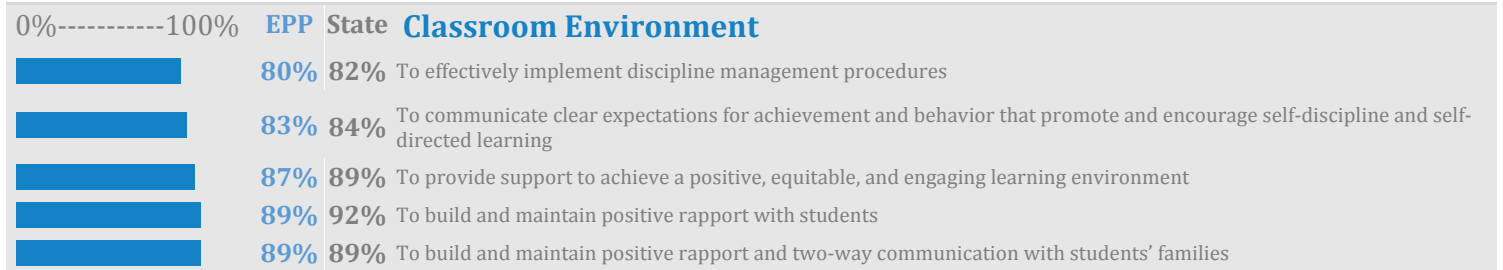 0%-----------100% EPP State Classroom Environment
80% 82% To effectively implement discipline management procedures
83% 84% To communicate clear expectations for achievement and behavior that promote and encourage self-discipline and self-
directed learning
87% 89% To provide support to achieve a positive, equitable, and engaging learning environment
89% 92% To build and maintain positive rapport with students
89% 89% To build and maintain positive rapport and two-way communication with students’ families